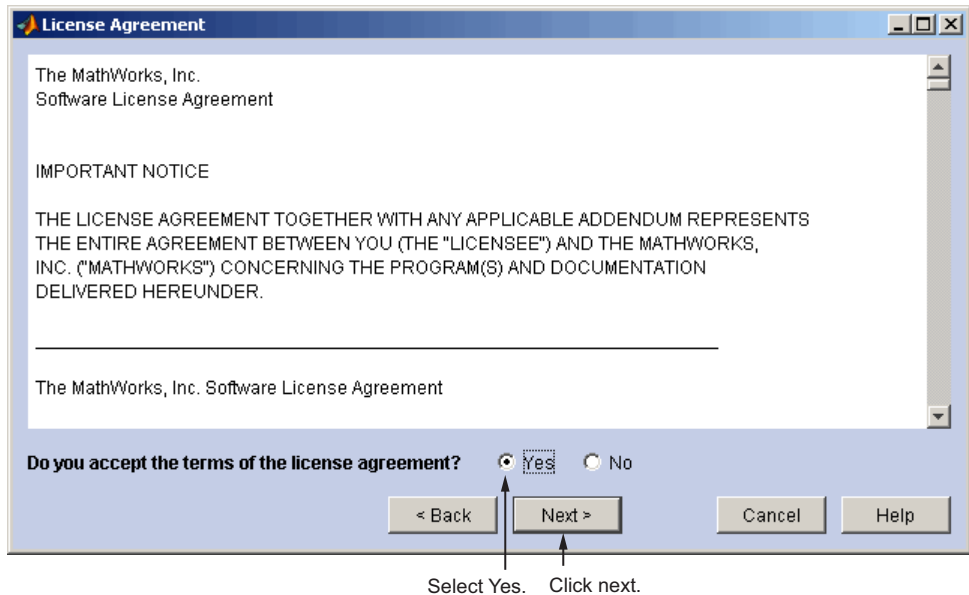 License Agreement
The MathWorks, Inc.
Software License Agreement
IMPORTANT NOTICE
THE LICENSE AGREEMENT TOGETHER WITH ANY APPLICABLE ADDENDUM REPRESENTS
THE ENTIRE AGREEMENT BETWEEN YOU (THE "LICENSEE") AND THE MATHWORKS,
INC. ("MATHWORKS") CONCERNING THE PROGRAM(S) AND DOCUMENTATION
DELIVERED HEREUNDER.
The MathWorks, Inc. Software License Agreement
Do you accept the terms of the license agreement? Yes No
< Back Next > Cancel Help
Select Yes. Click next.